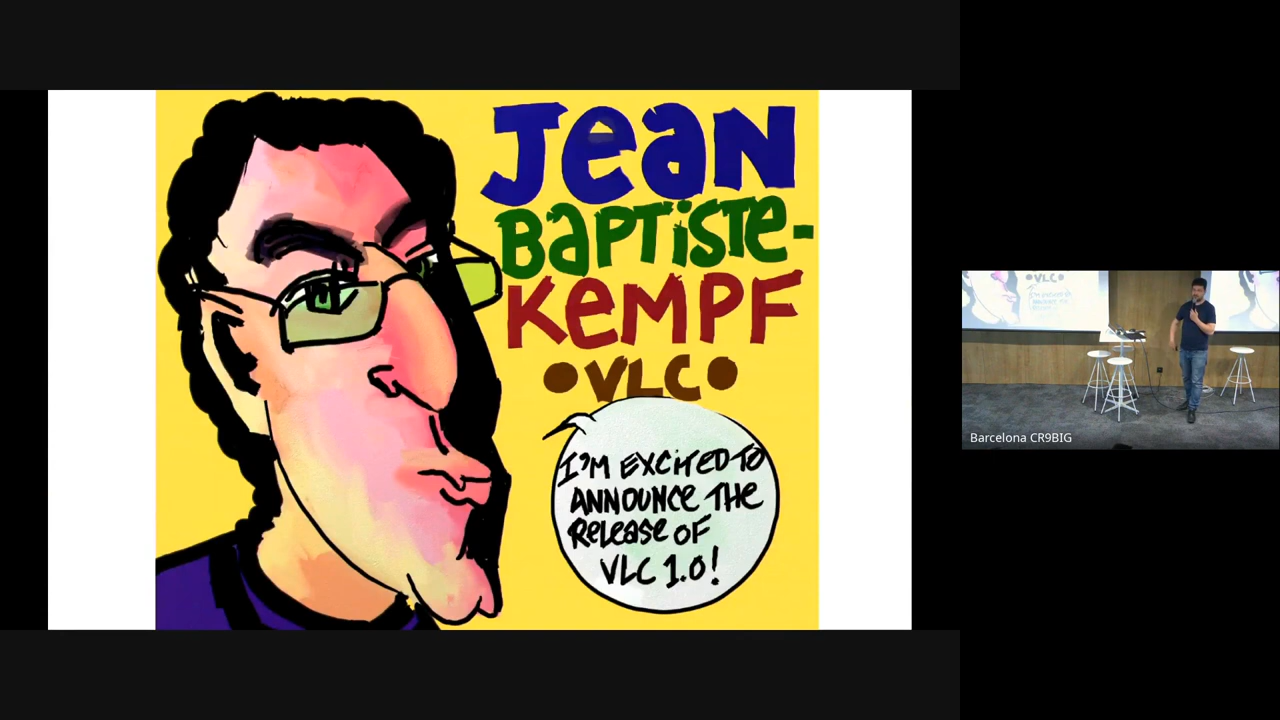 Jean
Baptiste-
Kempf
•VLC•
I'M EXCITED TO
ANNOUNCE THE
Release OF
VLC 1.0!
Barcelona CR9BIG